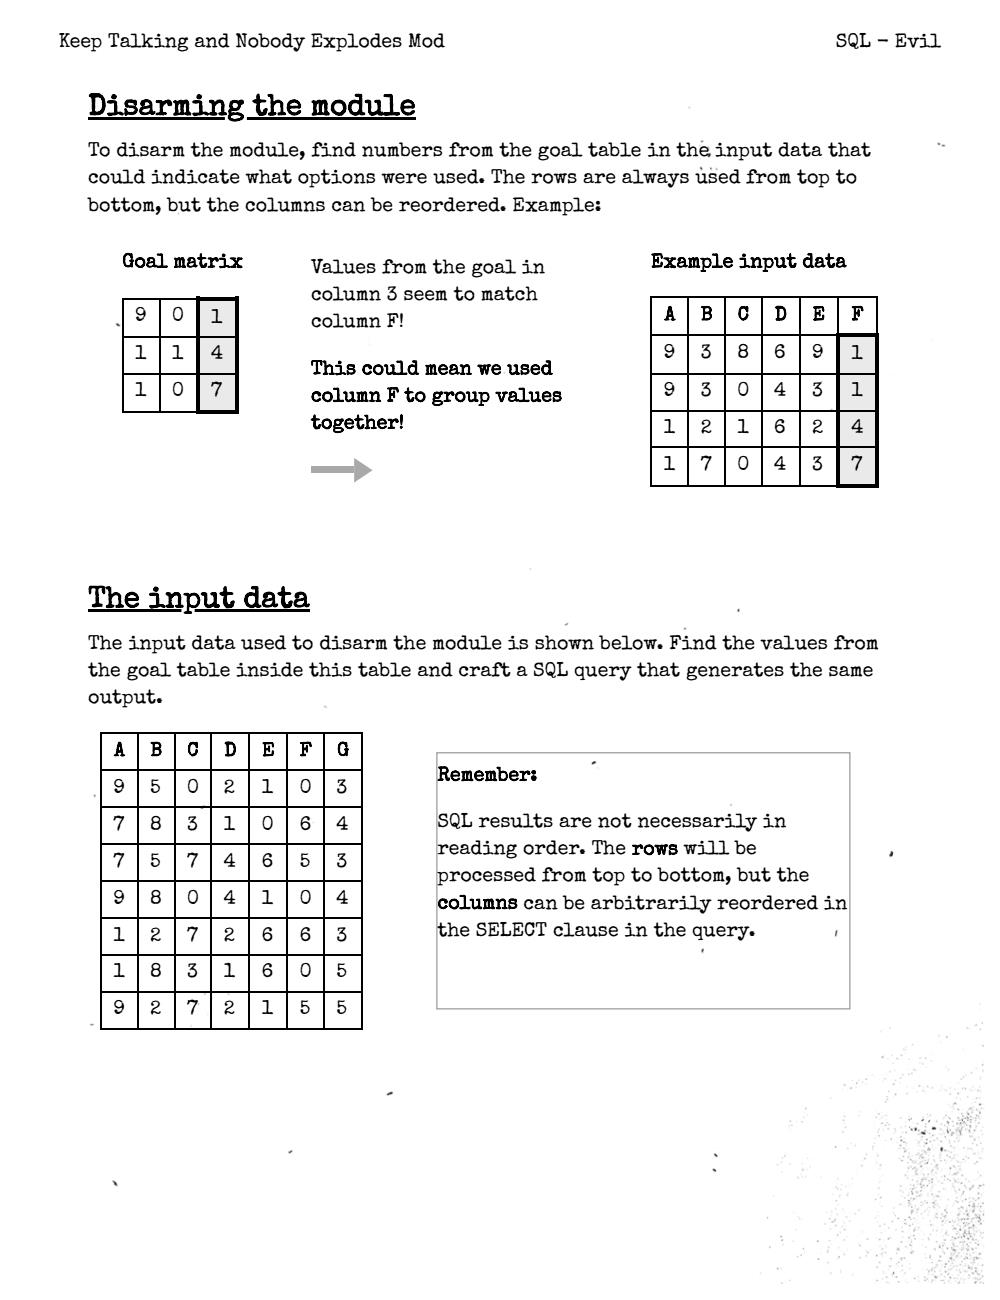 Keep Talking and Nobody Explodes Mod SQL – Evil
Disarming the module
To disarm the module, find numbers from the goal table in the input data that
could indicate what options were used. The rows are always used from top to
bottom, but the columns can be reordered. Example:
Goal matrix
9 0 1
1 1 4
1 0 7
Values from the goal in
column 3 seem to match
column F!
This could mean we used
column F to group values
together!
Example input data
A B C D E F
9 3 8 6 9 1
9 3 0 4 3 1
1 2 1 6 2 4
1 7 0 4 3 7
The input data
The input data used to disarm the module is shown below. Find the values from
the goal table inside this table and craft a SQL query that generates the same
output.
A B C D E F G
9 5 0 2 1 0 3
7 8 3 1 0 6 4
7 5 7 4 6 5 3
9 8 0 4 1 0 4
1 2 7 2 6 6 3
1 8 3 1 6 0 5
9 2 7 2 1 5 5
Remember:
SQL results are not necessarily in
reading order. The rows will be
processed from top to bottom, but the
columns can be arbitrarily reordered in
the SELECT clause in the query.